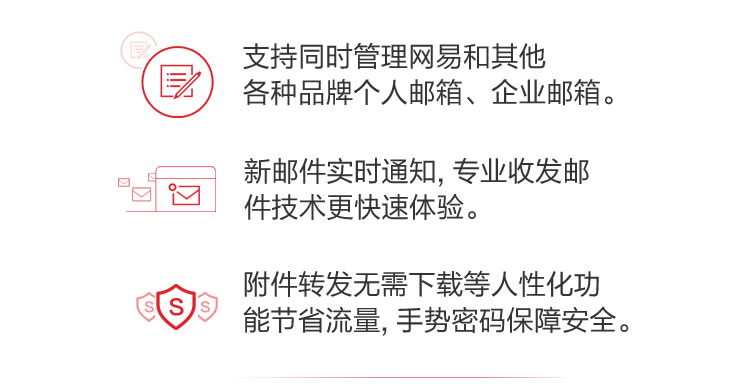 支持同时管理网易和其他
各种品牌个人邮箱、企业邮箱。
新邮件实时通知, 专业收发邮
件技术更快速体验。
附件转发无需下载等人性化功
能节省流量, 手势密码保障安全。
S S S